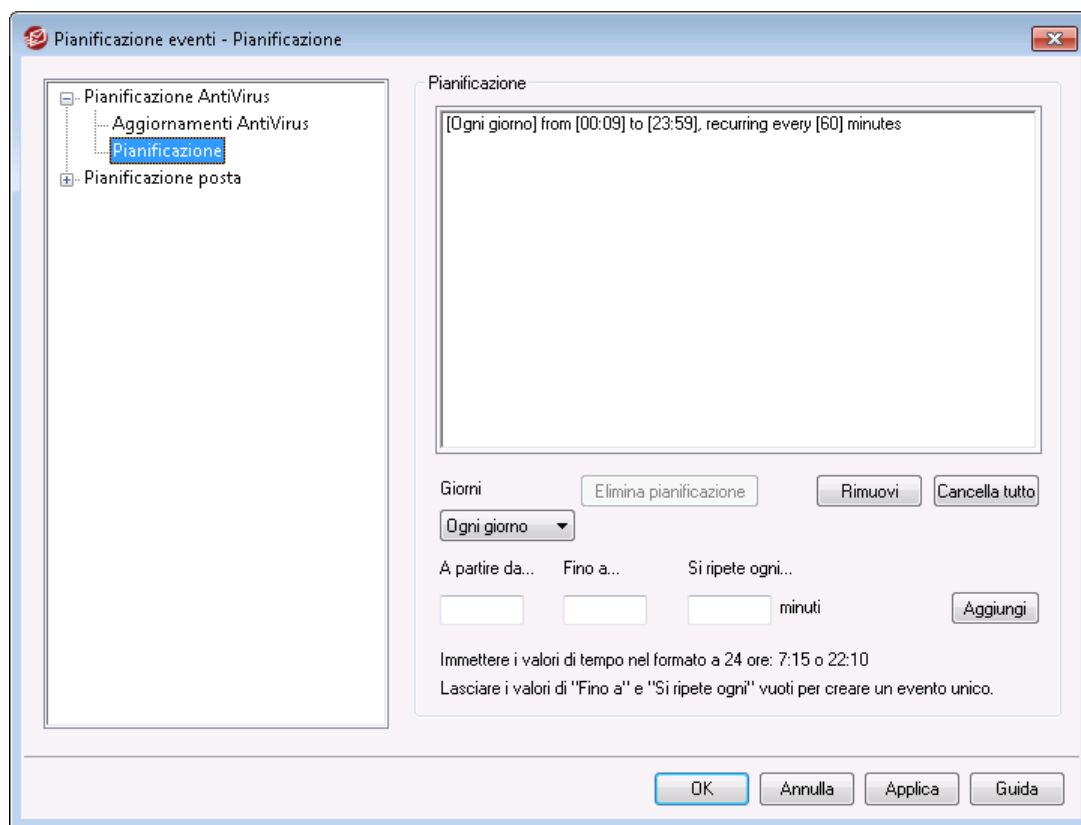 Pianificazione eventi - Pianificazione
Pianificazione AntiVirus
Aggiornamenti AntiVirus
Pianificazione
Pianificazione posta
Pianificazione
[Ogni giorno] from [00:09] to [23:59], recurring every [60] minutes
Giorni
Elimina pianificazione
Rimuovi
Cancella tutto
Ogni giorno
A partire da...
Fino a...
Si ripete ogni...
minuti
Aggiungi
Immettere i valori di tempo nel formato a 24 ore: 7:15 o 22:10
Lasciare i valori di "Fino a" e "Si ripete ogni" vuoti per creare un evento unico.
OK
Annulla
Applica
Guida